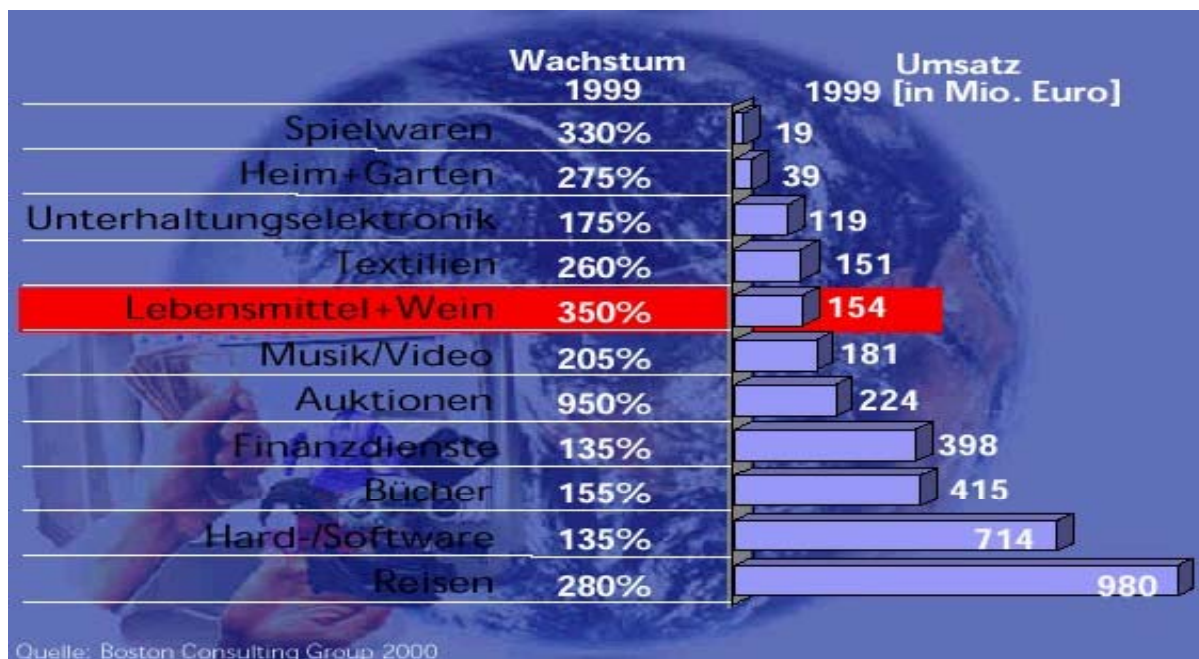 Wachstum Umsatz
1999 1999 [in Mio. Euro]
Spielwaren 330% 19
Heim+Garten 275% 39
Unterhaltungselektronik 175% 119
Textilien 260% 151
Lebensmittel+Wein 350% 154
Musik/Video 205% 181
Auktionen 950% 224
Finanzdienste 135% 398
Bücher 155% 415
Hard-/Software 135% 714
Reisen 280% 980
Quelle: Boston Consulting Group 2000